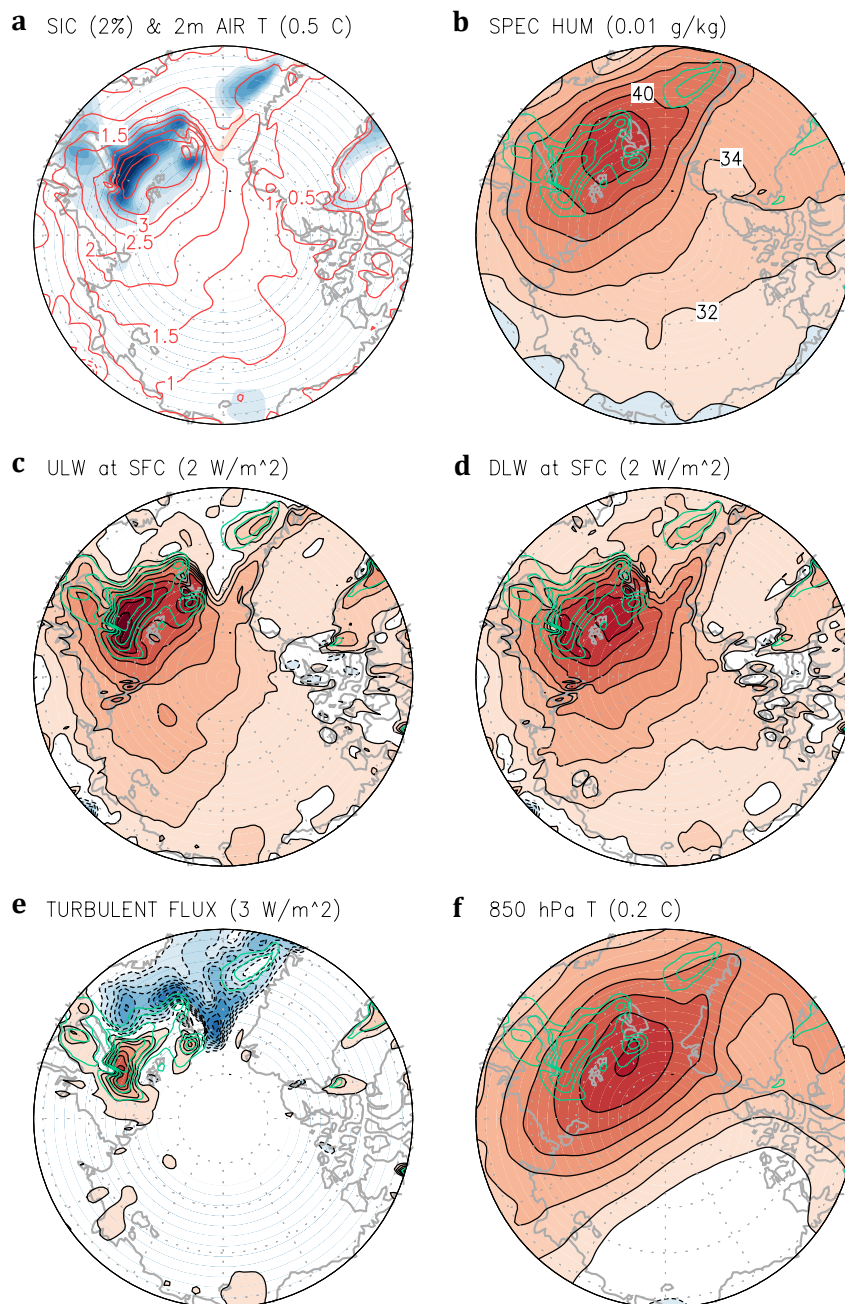 a SIC (2%) & 2m AIR T (0.5 C)
1.5
3
2.5
2
1.5
1
1
0.5
b SPEC HUM (0.01 g/kg)
40
34
32
c ULW at SFC (2 W/m^2)
d DLW at SFC (2 W/m^2)
e TURBULENT FLUX (3 W/m^2)
f 850 hPa T (0.2 C)